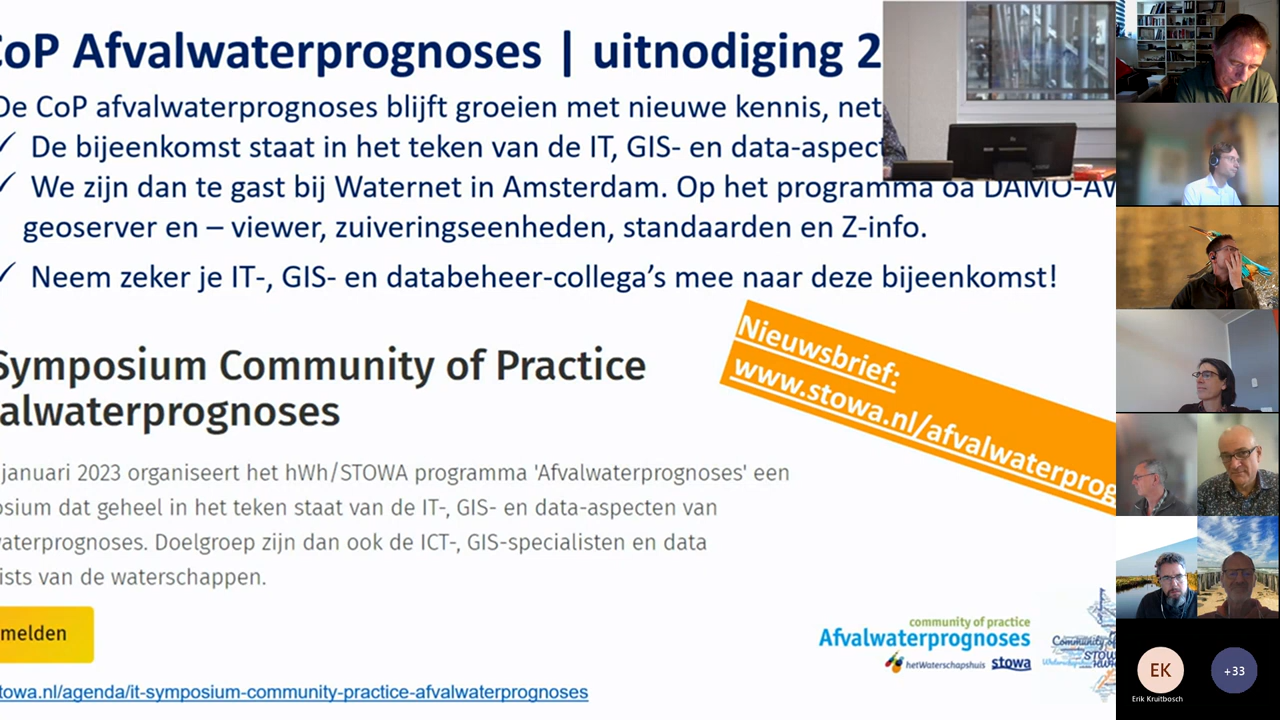 CoP Afvalwaterprognoses | uitnodiging 2
De CoP afvalwaterprognoses blijft groeien met nieuwe kennis, net
✓ De bijeenkomst staat in het teken van de IT, GIS- en data-aspect
✓ We zijn dan te gast bij Waternet in Amsterdam. Op het programma oa DAMO-AV
geoserver en – viewer, zuiveringseenheden, standaarden en Z-info.
✓ Neem zeker je IT-, GIS- en databeheer-collega's mee naar deze bijeenkomst!
Nieuwsbrief:
www.stowa.nl/afvalwaterprog
Symposium Community of Practice
alwaterprognoses
januari 2023 organiseert het hWh/STOWA programma 'Afvalwaterprognoses' een
osium dat geheel in het teken staat van de IT-, GIS- en data-aspecten van
vaterprognoses. Doelgroep zijn dan ook de ICT-, GIS-specialisten en data
ists van de waterschappen.
melden
towa.nl/agenda/it-symposium-community-practice-afvalwaterprognoses
community of practice
Afvalwaterprognoses
hetWaterschapshuis stowa
EK
+33
Erik Kruitbosch